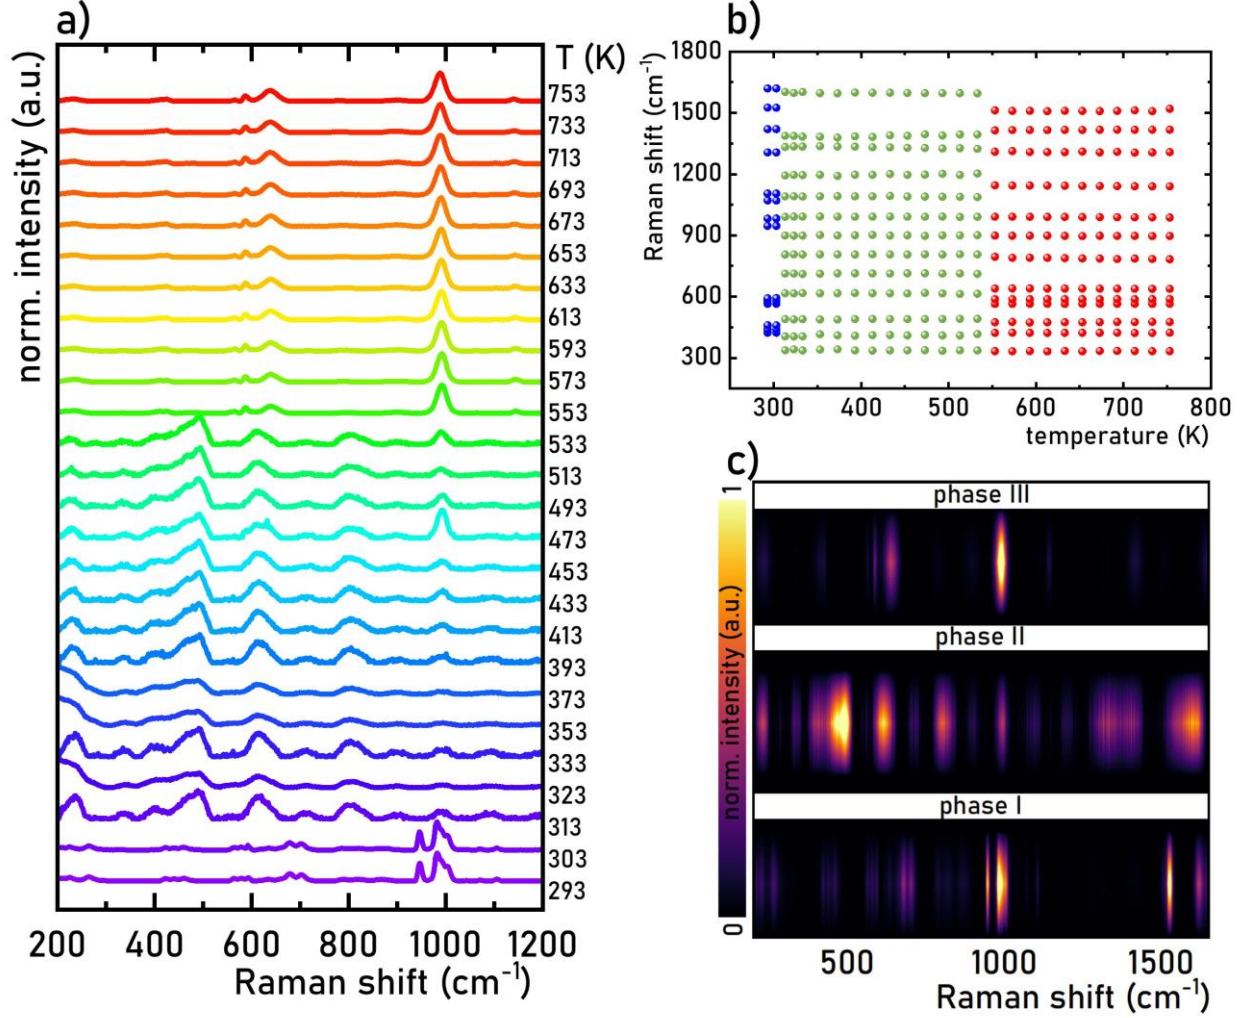 a)
norm. intensity (a.u.)
T (K)
753
733
713
693
673
653
633
613
593
573
553
533
513
493
473
453
433
413
393
373
353
333
323
313
303
293
200 400 600 800 1000 1200
Raman shift (cm⁻¹)
b)
Raman shift (cm⁻¹)
1800
1500
1200
900
600
300
300 400 500 600 700 800
temperature (K)
c)
1
norm. intensity (a.u.)
0
phase III
phase II
phase I
500 1000 1500
Raman shift (cm⁻¹)